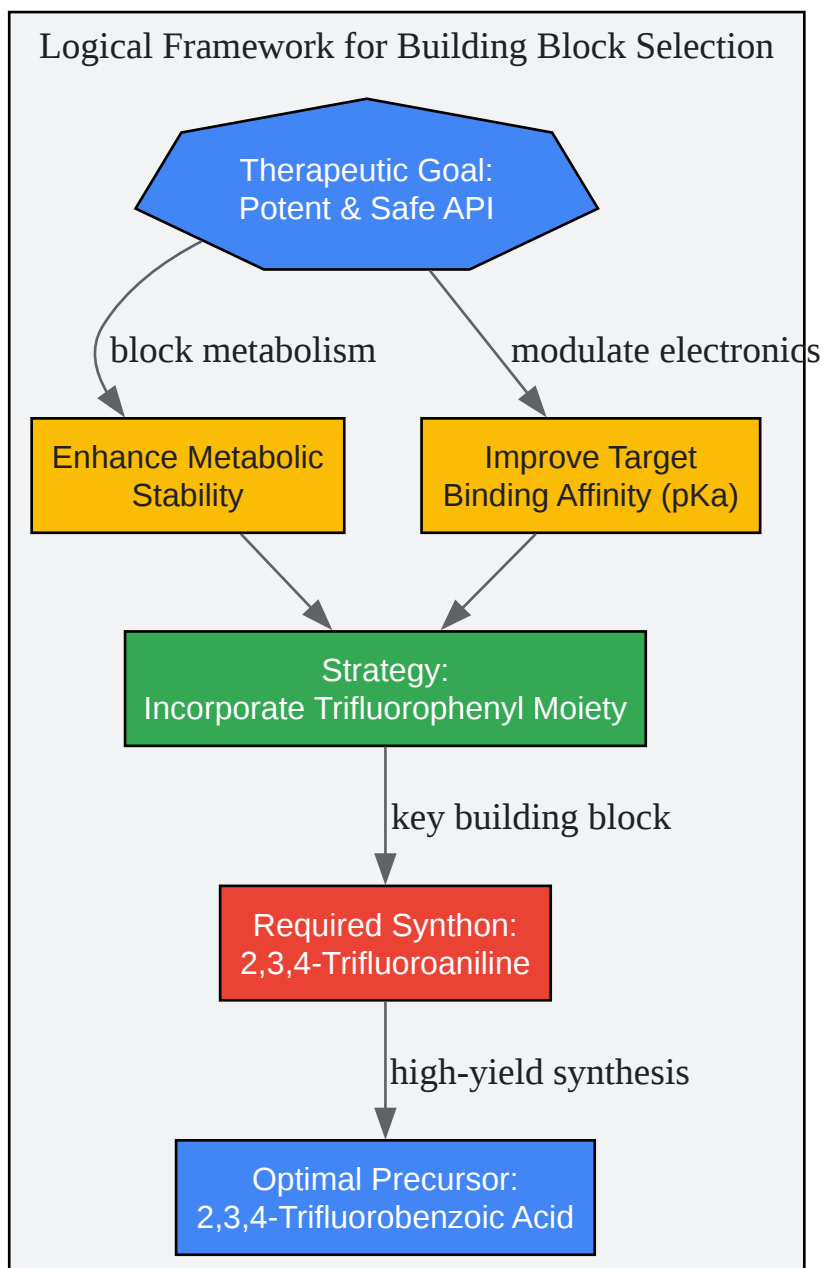 Logical Framework for Building Block Selection
Therapeutic Goal:
Potent & Safe API
block metabolism
modulate electronics
Enhance Metabolic
Stability
Improve Target
Binding Affinity (pKa)
Strategy:
Incorporate Trifluorophenyl Moiety
key building block
Required Synthon:
2,3,4-Trifluoroaniline
high-yield synthesis
Optimal Precursor:
2,3,4-Trifluorobenzoic Acid